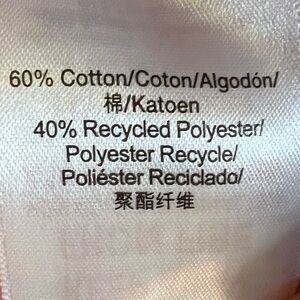 60% Cotton/Coton/Algodón/
棉/Katoen
40% Recycled Polyester/
Polyester Recycle/
Poliéster Reciclado/
聚酯纤维